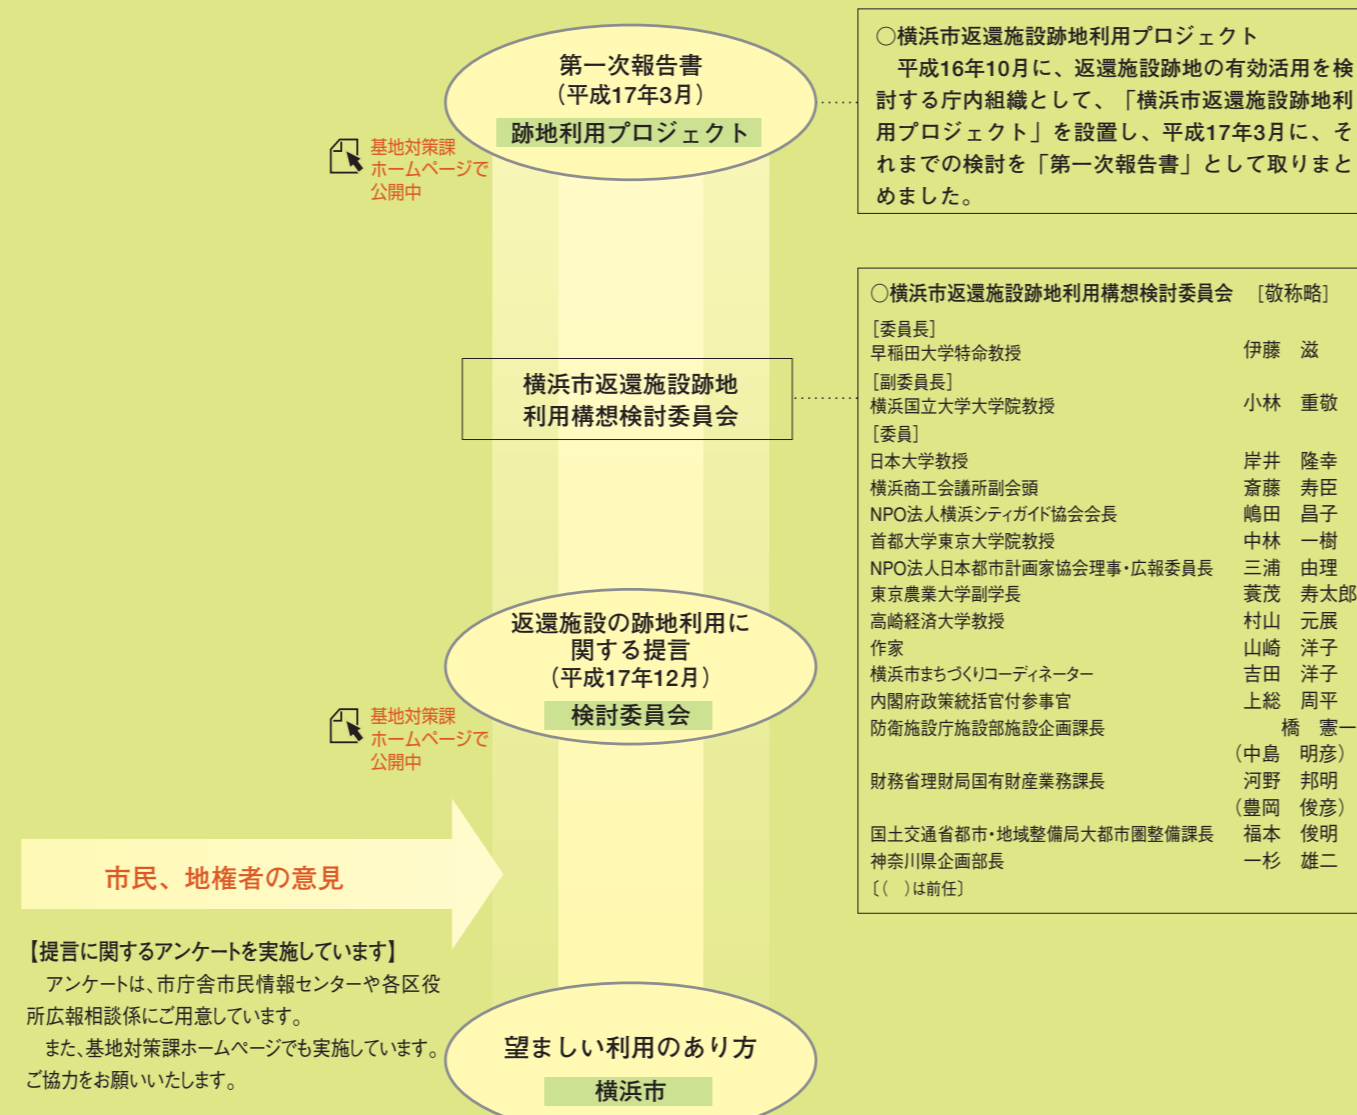 第一次報告書
（平成17年3月）
跡地利用プロジェクト
基地対策課
ホームページで
公開中
○横浜市返還施設跡地利用プロジェクト
平成16年10月に、返還施設跡地の有効活用を検
討する庁内組織として、「横浜市返還施設跡地利
用プロジェクト」を設置し、平成17年3月に、そ
れまでの検討を「第一次報告書」として取りまと
めました。
横浜市返還施設跡地
利用構想検討委員会
○横浜市返還施設跡地利用構想検討委員会　［敬称略］
［委員長］
早稲田大学特命教授　伊藤　滋
［副委員長］
横浜国立大学大学院教授　小林　重敬
［委員］
日本大学教授　岸井　隆幸
横浜商工会議所副会頭　斎藤　寿臣
NPO法人横浜シティガイド協会会長　嶋田　昌子
首都大学東京大学院教授　中林　一樹
NPO法人日本都市計画家協会理事・広報委員長　三浦　由理
東京農業大学副学長　蓑茂　寿太郎
高崎経済大学教授　村山　元展
作家　山崎　洋子
横浜市まちづくりコーディネーター　吉田　洋子
内閣府政策統括官付参事官　上総　周平
防衛施設庁施設部施設企画課長　橋　憲一
（中島　明彦）
財務省理財局国有財産業務課長　河野　邦明
（豊岡　俊彦）
国土交通省都市・地域整備局大都市圏整備課長　福本　俊明
神奈川県企画部長　一杉　雄二
〔（　）は前任〕
返還施設の跡地利用に
関する提言
（平成17年12月）
検討委員会
基地対策課
ホームページで
公開中
市民、地権者の意見
【提言に関するアンケートを実施しています】
アンケートは、市庁舎市民情報センターや各区役
所広報相談係にご用意しています。
また、基地対策課ホームページでも実施しています。
ご協力をお願いいたします。
望ましい利用のあり方
横浜市